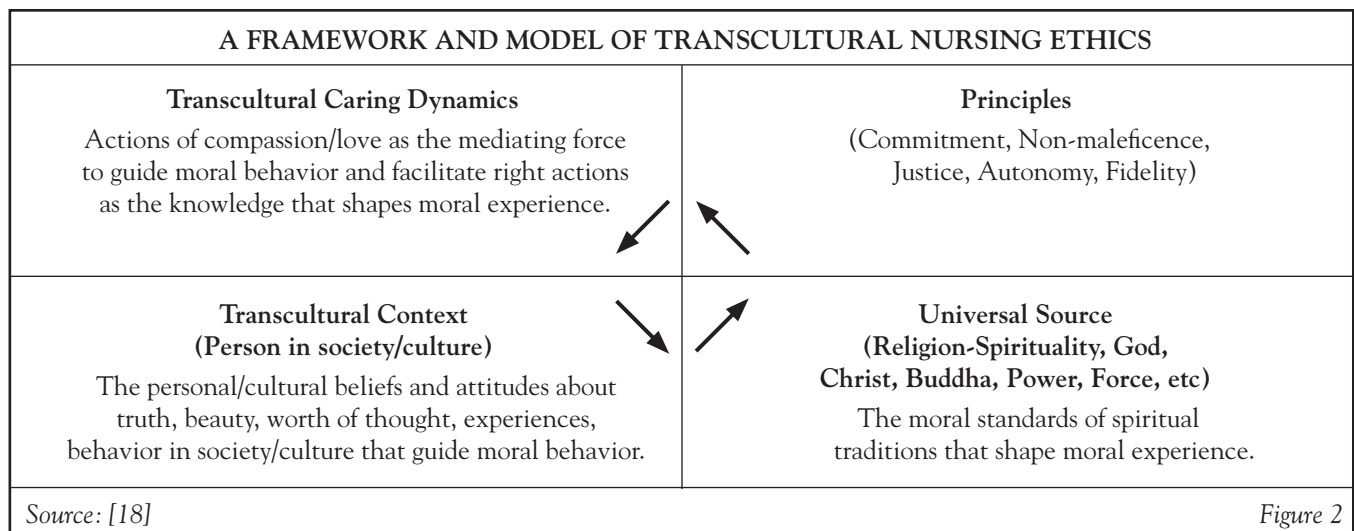 A FRAMEWORK AND MODEL OF TRANSCULTURAL NURSING ETHICS
Transcultural Caring Dynamics
Actions of compassion/love as the mediating force
to guide moral behavior and facilitate right actions
as the knowledge that shapes moral experience.
Principles
(Commitment, Non-maleficence,
Justice, Autonomy, Fidelity)
Transcultural Context
(Person in society/culture)
The personal/cultural beliefs and attitudes about
truth, beauty, worth of thought, experiences,
behavior in society/culture that guide moral behavior.
Universal Source
(Religion-Spirituality, God,
Christ, Buddha, Power, Force, etc)
The moral standards of spiritual
traditions that shape moral experience.
Source: [18]
Figure 2